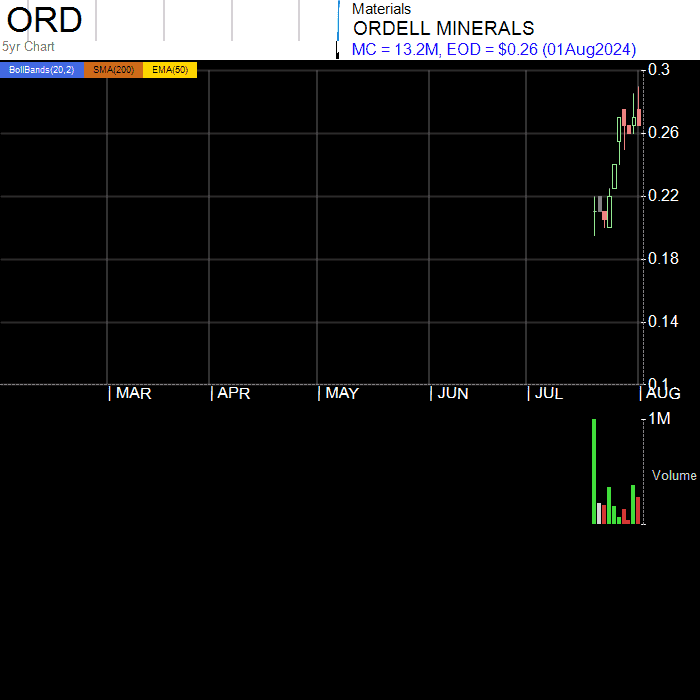 ORD
5yr Chart
Materials
ORDELL MINERALS
MC = 13.2M, EOD = $0.26 (01Aug2024)
BollBands(20,2) SMA(200) EMA(50)
0.3
0.26
0.22
0.18
0.14
0.1
MAR APR MAY JUN JUL AUG
1M
Volume